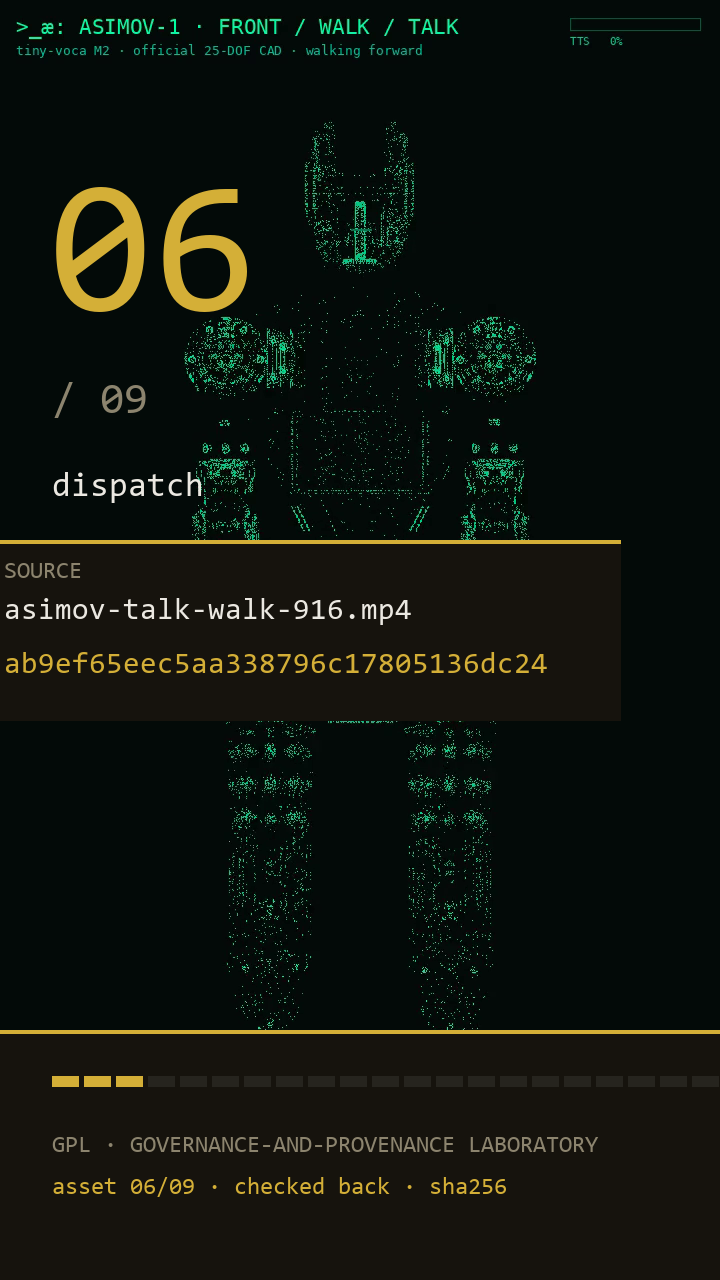 >_æ: ASIMOV-1 · FRONT / WALK / TALK
tiny-voca M2 · official 25-DOF CAD · walking forward
TTS 0%
06
/ 09
dispatch
SOURCE
asimov-talk-walk-916.mp4
ab9ef65eec5aa338796c17805136dc24
GPL · GOVERNANCE-AND-PROVENANCE LABORATORY
asset 06/09 · checked back · sha256